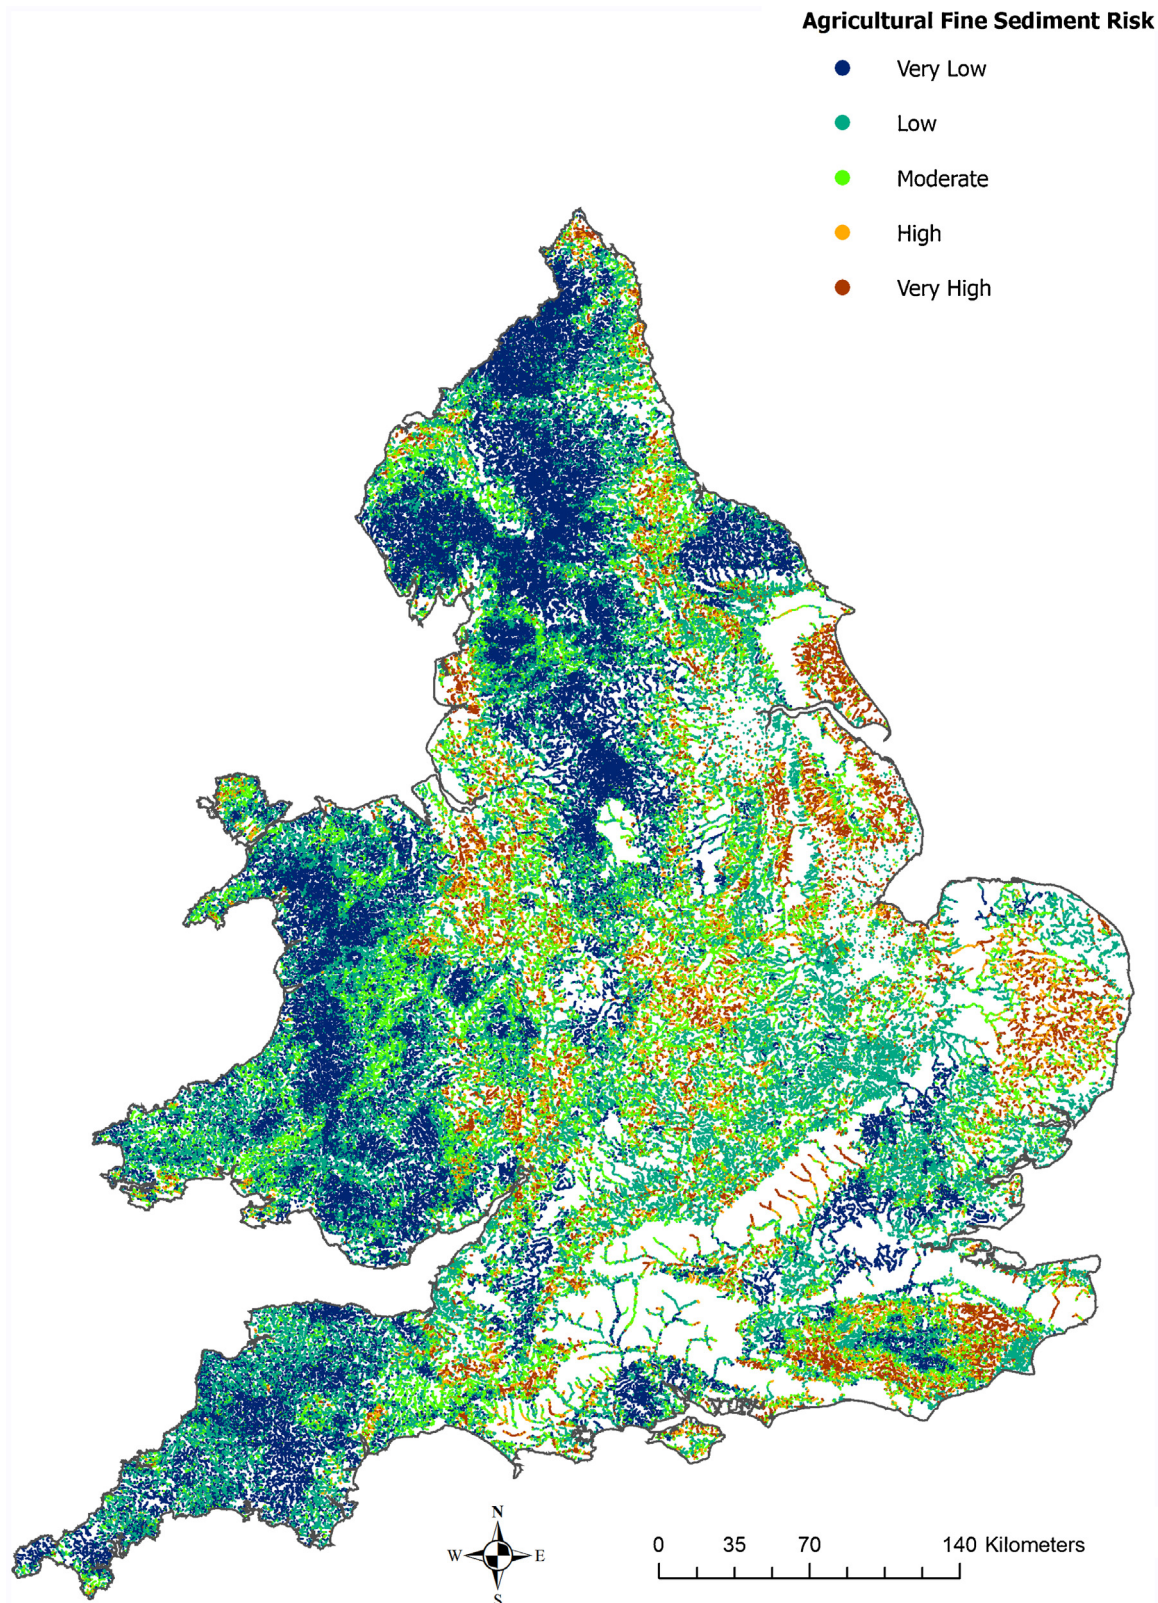 Agricultural Fine Sediment Risk
Very Low
Low
Moderate
High
Very High
N
W E
S
0 35 70 140 Kilometers